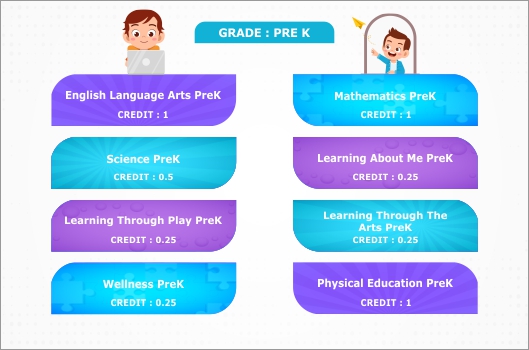 GRADE : PRE K
English Language Arts PreK
CREDIT : 1
Mathematics PreK
CREDIT : 1
Science PreK
CREDIT : 0.5
Learning About Me PreK
CREDIT : 0.25
Learning Through Play PreK
CREDIT : 0.25
Learning Through The
Arts PreK
CREDIT : 0.25
Wellness PreK
CREDIT : 0.25
Physical Education PreK
CREDIT : 1